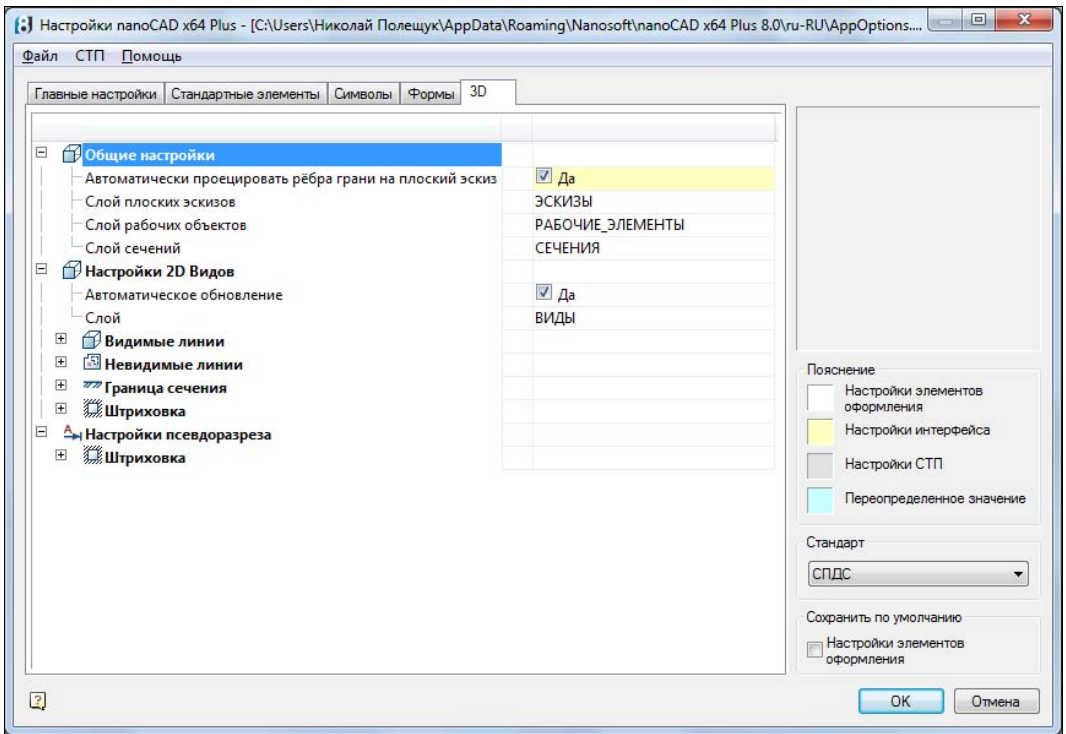 Настройки nanoCAD x64 Plus - [C:\Users\Николай Полещук\AppData\Roaming\Nanosoft\nanoCAD x64 Plus 8.0\ru-RU\AppOptions....
Файл СТП Помощь
Главные настройки Стандартные элементы Символы Формы 3D
Общие настройки
Автоматически проецировать рёбра грани на плоский эскиз Да
Слой плоских эскизов ЭСКИЗЫ
Слой рабочих объектов РАБОЧИЕ_ЭЛЕМЕНТЫ
Слой сечений СЕЧЕНИЯ
Настройки 2D Видов
Автоматическое обновление Да
Слой ВИДЫ
Видимые линии
Невидимые линии
Граница сечения
Штриховка
Настройки псевдоразреза
Штриховка
Пояснение
Настройки элементов
оформления
Настройки интерфейса
Настройки СТП
Переопределенное значение
Стандарт
СПДС
Сохранить по умолчанию
Настройки элементов
оформления
OK Отмена